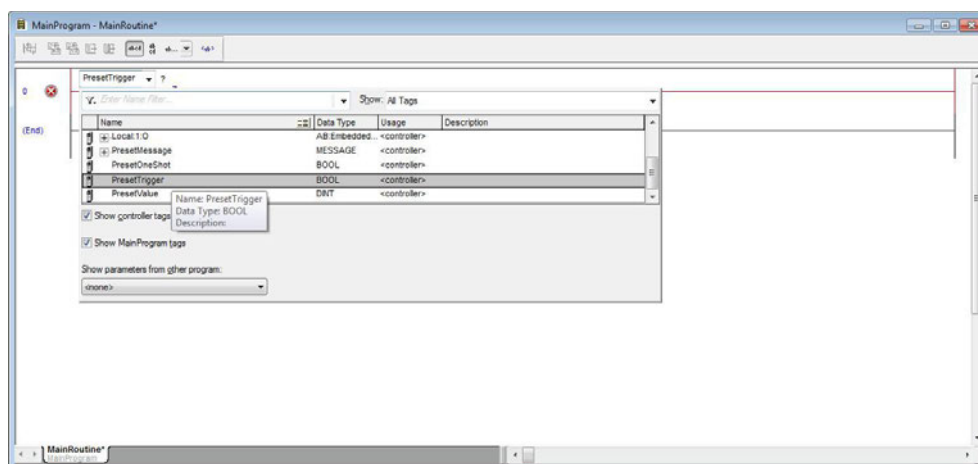 MainProgram - MainRoutine*
0
PresetTrigger ?
Enter Name Filter...
Show: All Tags
Name Data Type Usage Description
Local:1:O AB:Embedded... <controller>
PresetMessage MESSAGE <controller>
PresetOneShot BOOL <controller>
PresetTrigger BOOL <controller>
PresetValue DINT <controller>
Name: PresetTrigger
Data Type: BOOL
Description:
Show controller tags
Show MainProgram tags
Show parameters from other program:
<none>
(End)
MainRoutine*
MainProgram